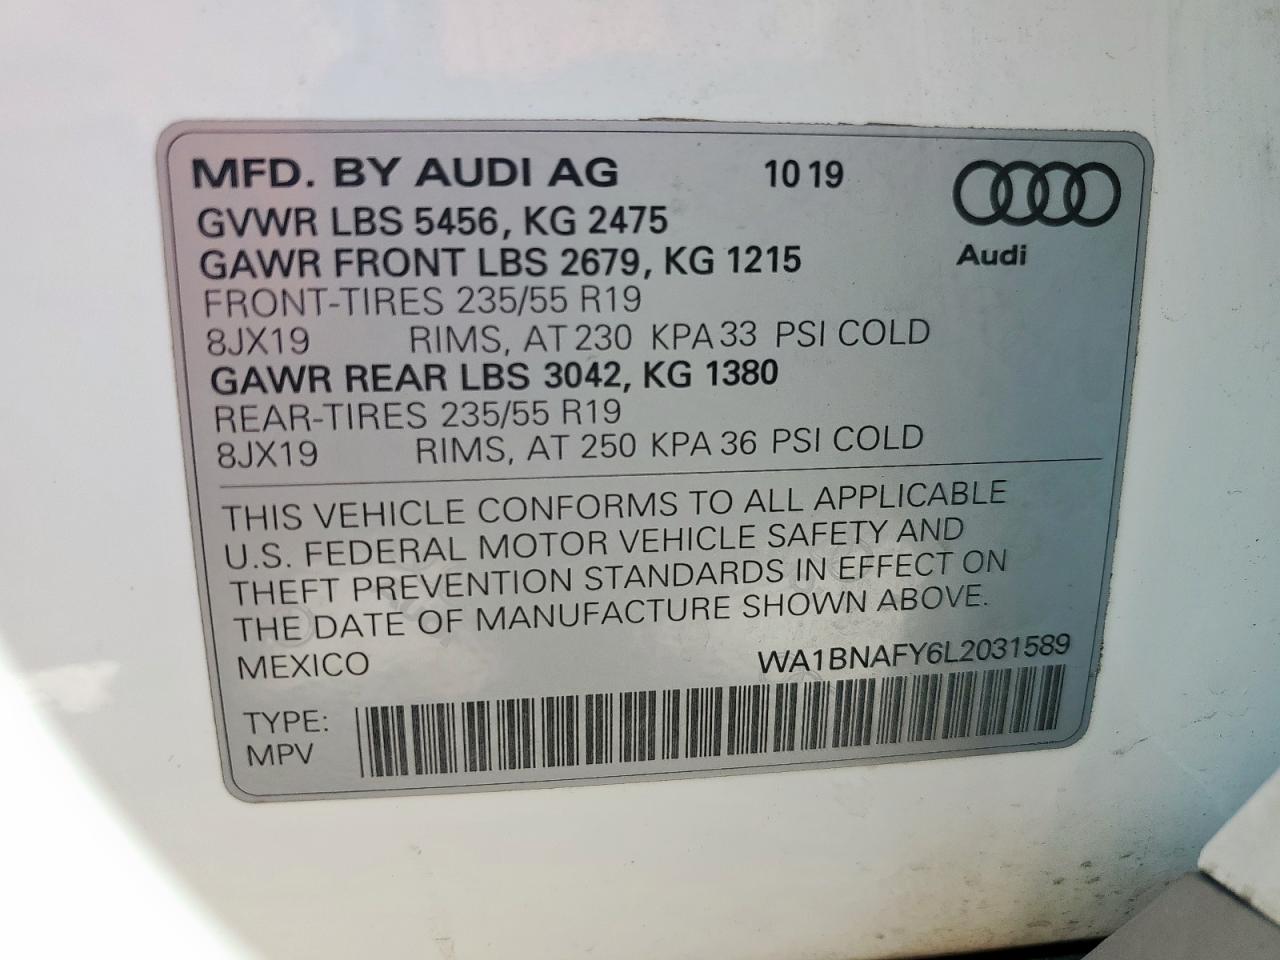 MFD. BY AUDI AG 10 19
Audi
GVWR LBS 5456, KG 2475
GAWR FRONT LBS 2679, KG 1215
FRONT-TIRES 235/55 R19
8JX19 RIMS, AT 230 KPA 33 PSI COLD
GAWR REAR LBS 3042, KG 1380
REAR-TIRES 235/55 R19
8JX19 RIMS, AT 250 KPA 36 PSI COLD
THIS VEHICLE CONFORMS TO ALL APPLICABLE
U.S. FEDERAL MOTOR VEHICLE SAFETY AND
THEFT PREVENTION STANDARDS IN EFFECT ON
THE DATE OF MANUFACTURE SHOWN ABOVE.
MEXICO WA1BNAFY6L2031589
TYPE:
MPV